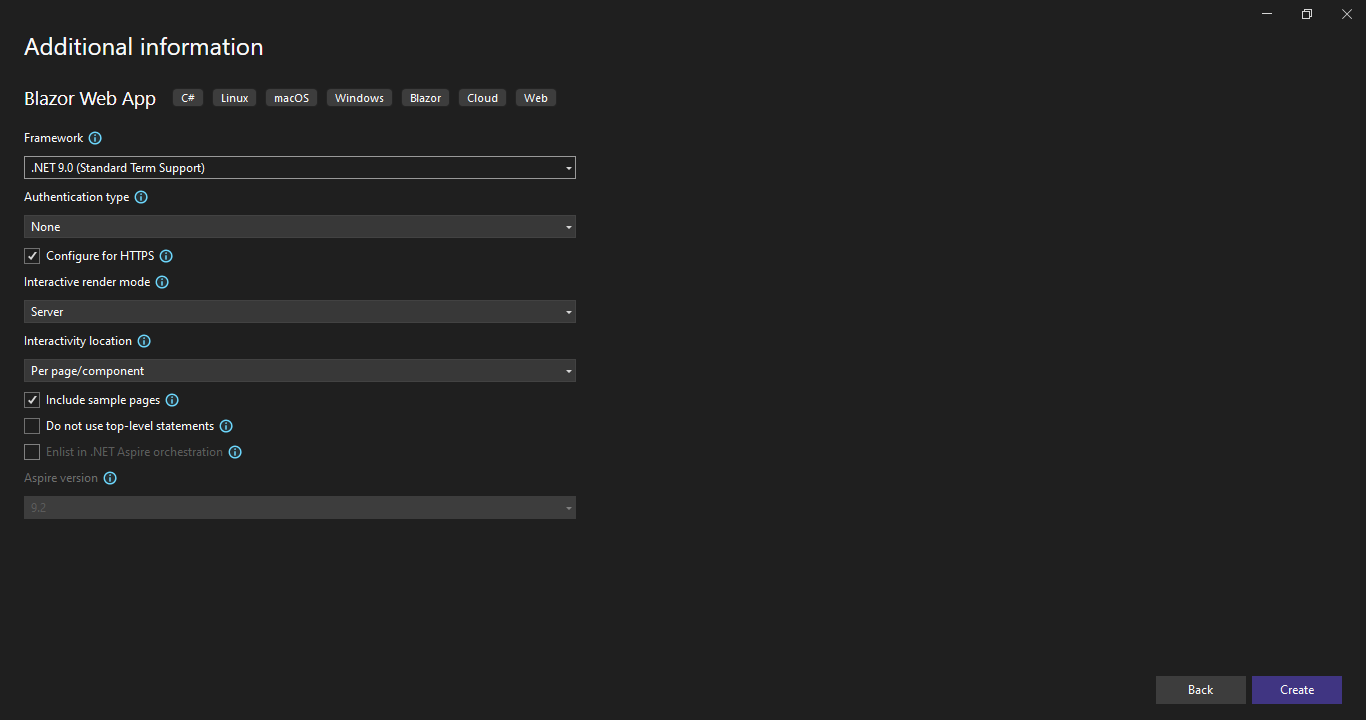 Additional information
Blazor Web App C# Linux macOS Windows Blazor Cloud Web
Framework
.NET 9.0 (Standard Term Support)
Authentication type
None
Configure for HTTPS
Interactive render mode
Server
Interactivity location
Per page/component
Include sample pages
Do not use top-level statements
Enlist in .NET Aspire orchestration
Aspire version
9.2
Back Create